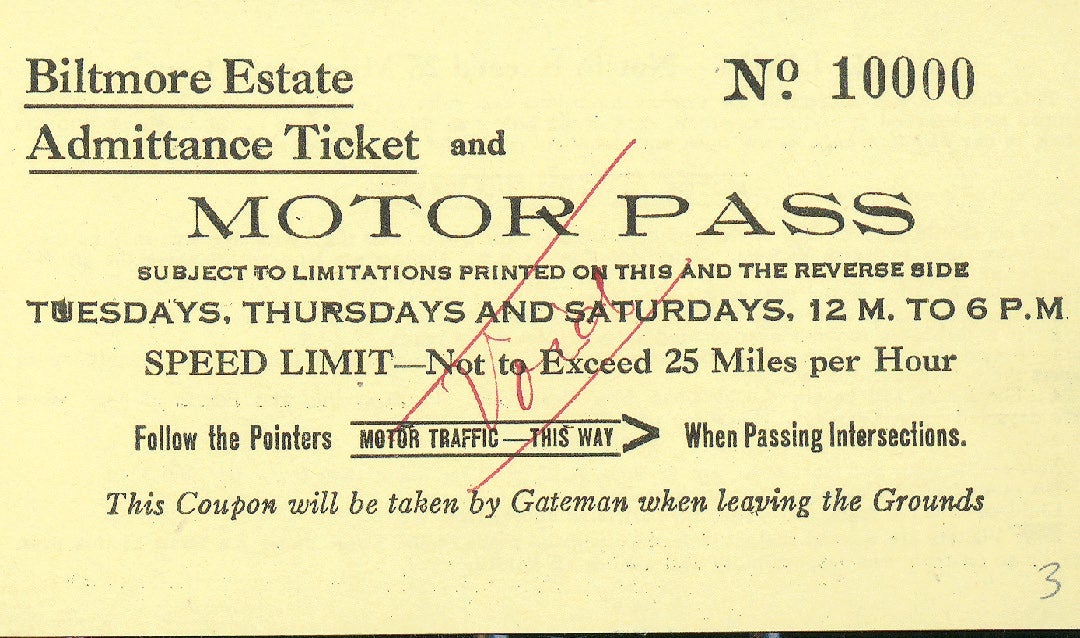 Biltmore Estate
Nº 10000
Admittance Ticket and
MOTOR PASS
SUBJECT TO LIMITATIONS PRINTED ON THIS AND THE REVERSE SIDE
TUESDAYS, THURSDAYS AND SATURDAYS, 12 M. TO 6 P.M
SPEED LIMIT—Not to Exceed 25 Miles per Hour
Void
Follow the Pointers MOTOR TRAFFIC — THIS WAY > When Passing Intersections.
This Coupon will be taken by Gateman when leaving the Grounds
3